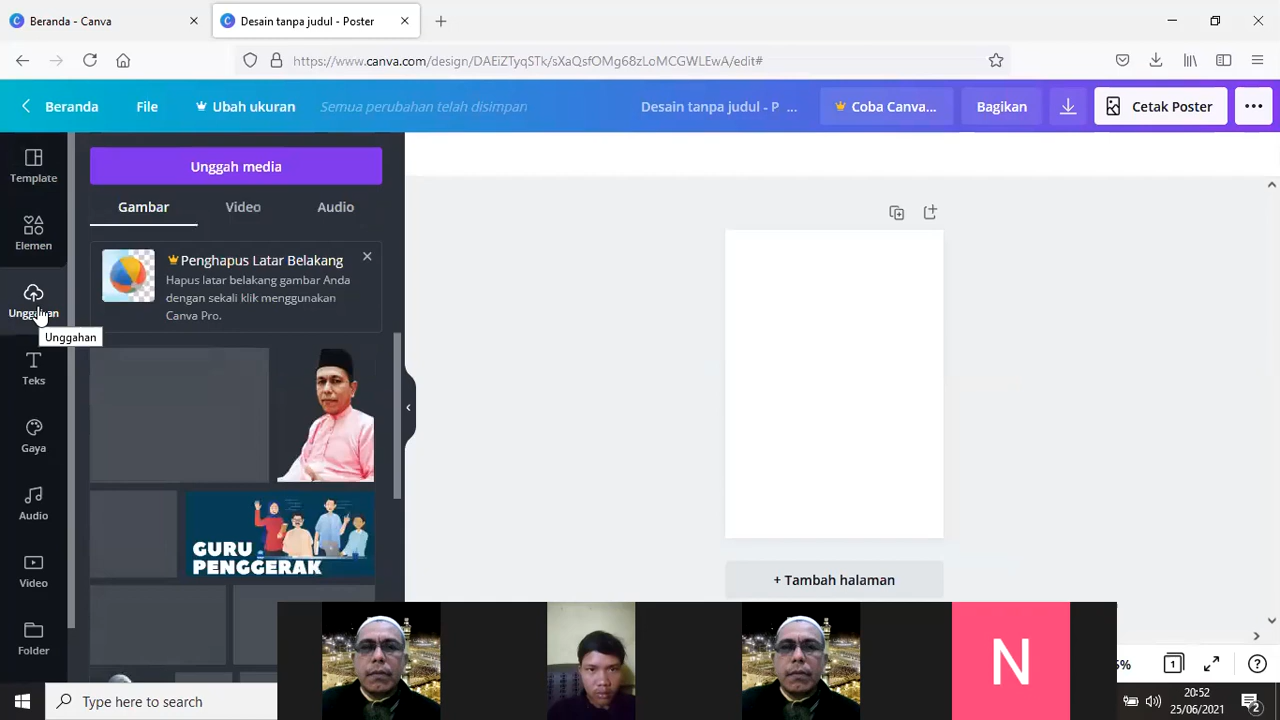 Beranda - Canva
Desain tanpa judul - Poster
https://www.canva.com/design/DAEiZTyqSTk/sXaQsfOMg68zLoMCGWLEwA/edit#
Beranda
File
Ubah ukuran
Semua perubahan telah disimpan
Desain tanpa judul - P ...
Coba Canva...
Bagikan
Cetak Poster
Template
Elemen
Unggahan
Unggahan
Teks
Gaya
Audio
Video
Folder
Unggah media
Gambar
Video
Audio
Penghapus Latar Belakang
Hapus latar belakang gambar Anda
dengan sekali klik menggunakan
Canva Pro.
GURU
PENGGERAK
+ Tambah halaman
N
1
?
Type here to search
20:52
25/06/2021
2